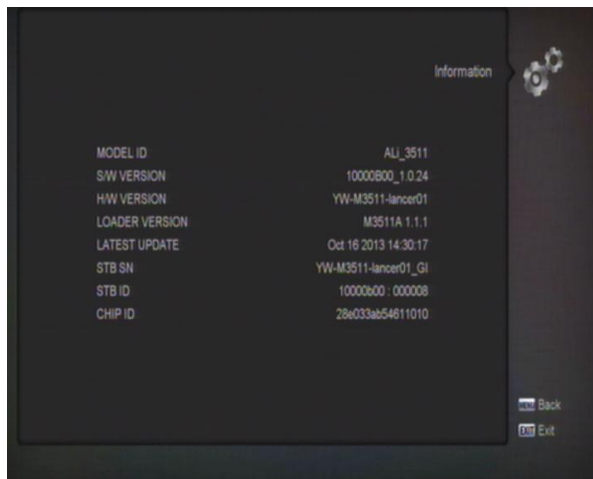 Information
MODEL ID ALi_3511
S/W VERSION 10000B00_1.0.24
H/W VERSION YW-M3511-lancer01
LOADER VERSION M3511A 1.1.1
LATEST UPDATE Oct 16 2013 14:30:17
STB SN YW-M3511-lancer01_GI
STB ID 10000b00 : 000008
CHIP ID 28e033ab54611010
MENU Back
EXIT Exit